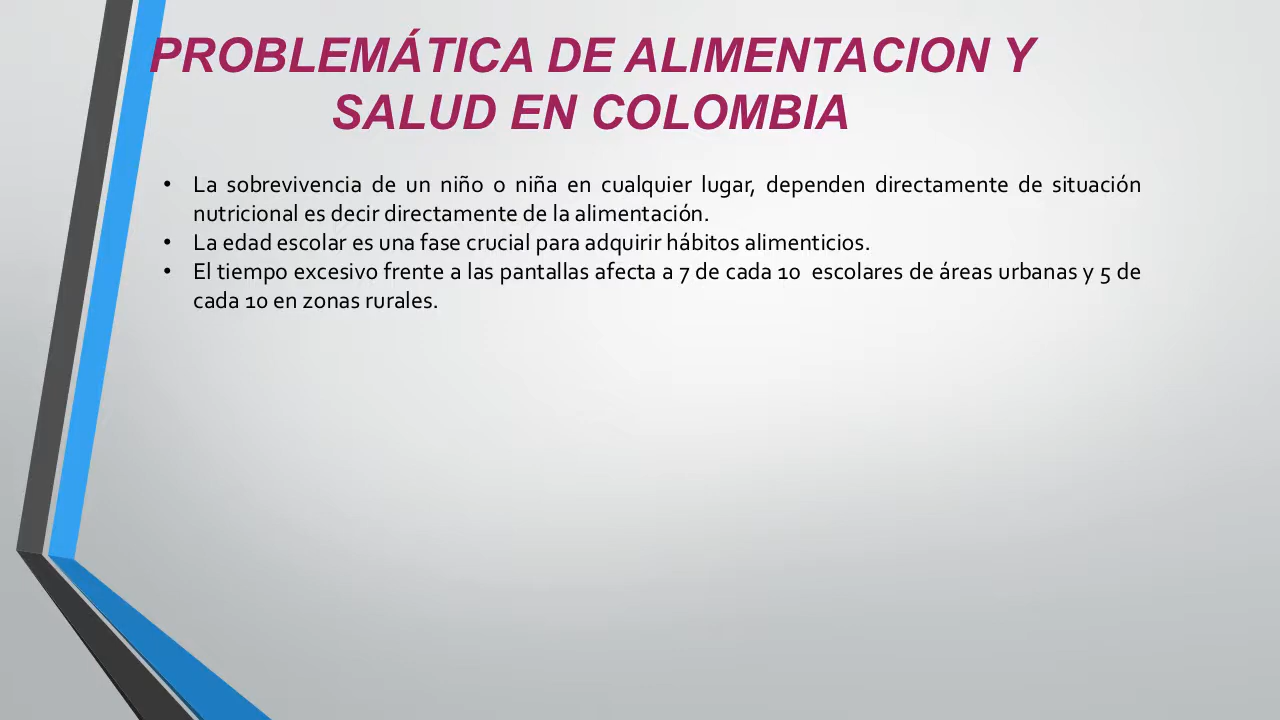 PROBLEMÁTICA DE ALIMENTACION Y
SALUD EN COLOMBIA
• La sobrevivencia de un niño o niña en cualquier lugar, dependen directamente de situación
nutricional es decir directamente de la alimentación.
• La edad escolar es una fase crucial para adquirir hábitos alimenticios.
• El tiempo excesivo frente a las pantallas afecta a 7 de cada 10 escolares de áreas urbanas y 5 de
cada 10 en zonas rurales.